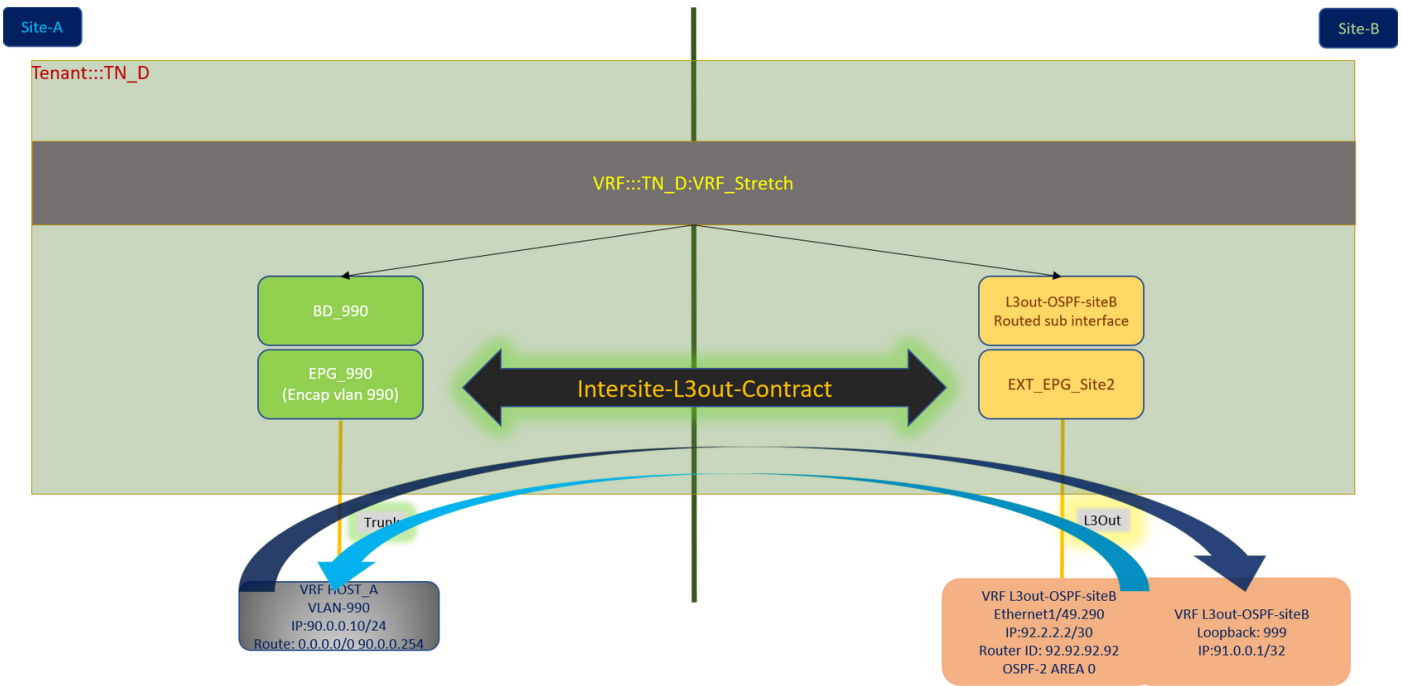 Site-A
Site-B
Tenant:::TN_D
VRF:::TN_D:VRF_Stretch
BD_990
L3out-OSPF-siteB
Routed sub interface
EPG_990
(Encap vlan 990)
Intersite-L3out-Contract
EXT_EPG_Site2
Trunk
L3Out
VRF HOST_A
VLAN-990
IP:90.0.0.10/24
Route: 0.0.0.0/0 90.0.0.254
VRF L3out-OSPF-siteB
Ethernet1/49.290
IP:92.2.2.2/30
Router ID: 92.92.92.92
OSPF-2 AREA 0
VRF L3out-OSPF-siteB
Loopback: 999
IP:91.0.0.1/32